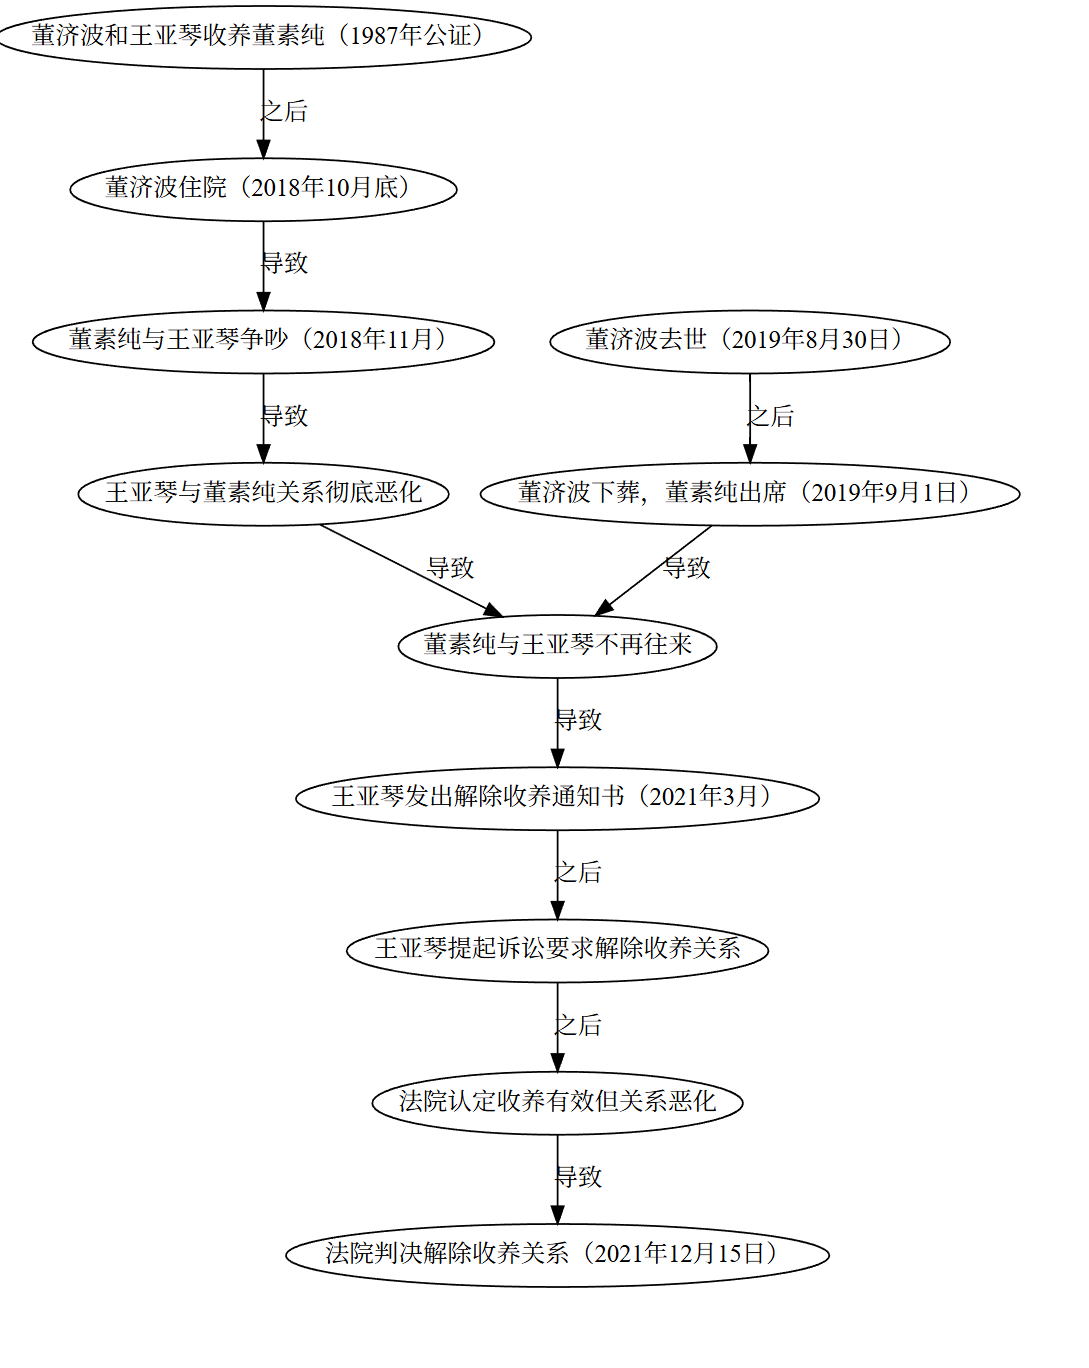 董济波和王亚琴收养董素纯（1987年公证）
之后
董济波住院（2018年10月底）
导致
董素纯与王亚琴争吵（2018年11月）
董济波去世（2019年8月30日）
导致
之后
王亚琴与董素纯关系彻底恶化
董济波下葬，董素纯出席（2019年9月1日）
导致
导致
董素纯与王亚琴不再往来
导致
王亚琴发出解除收养通知书（2021年3月）
之后
王亚琴提起诉讼要求解除收养关系
之后
法院认定收养有效但关系恶化
导致
法院判决解除收养关系（2021年12月15日）